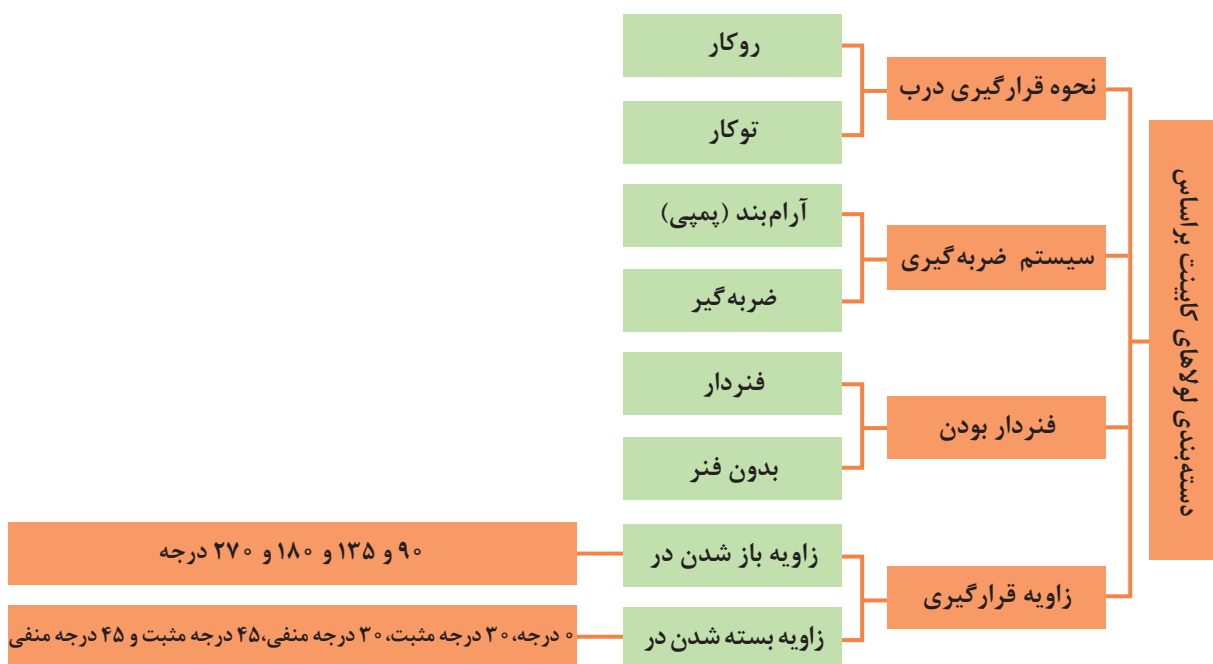 دسته‌بندی لولاهای کابینت براساس
نحوه قرارگیری درب
روکار
توکار
سیستم ضربه‌گیری
آرام‌بند (پمپی)
ضربه‌گیر
فنردار بودن
فنردار
بدون فنر
زاویه قرارگیری
زاویه باز شدن در
۹۰ و ۱۳۵ و ۱۸۰ و ۲۷۰ درجه
زاویه بسته شدن در
۰ درجه، ۳۰ درجه مثبت، ۳۰ درجه منفی،۴۵ درجه مثبت و ۴۵ درجه منفی